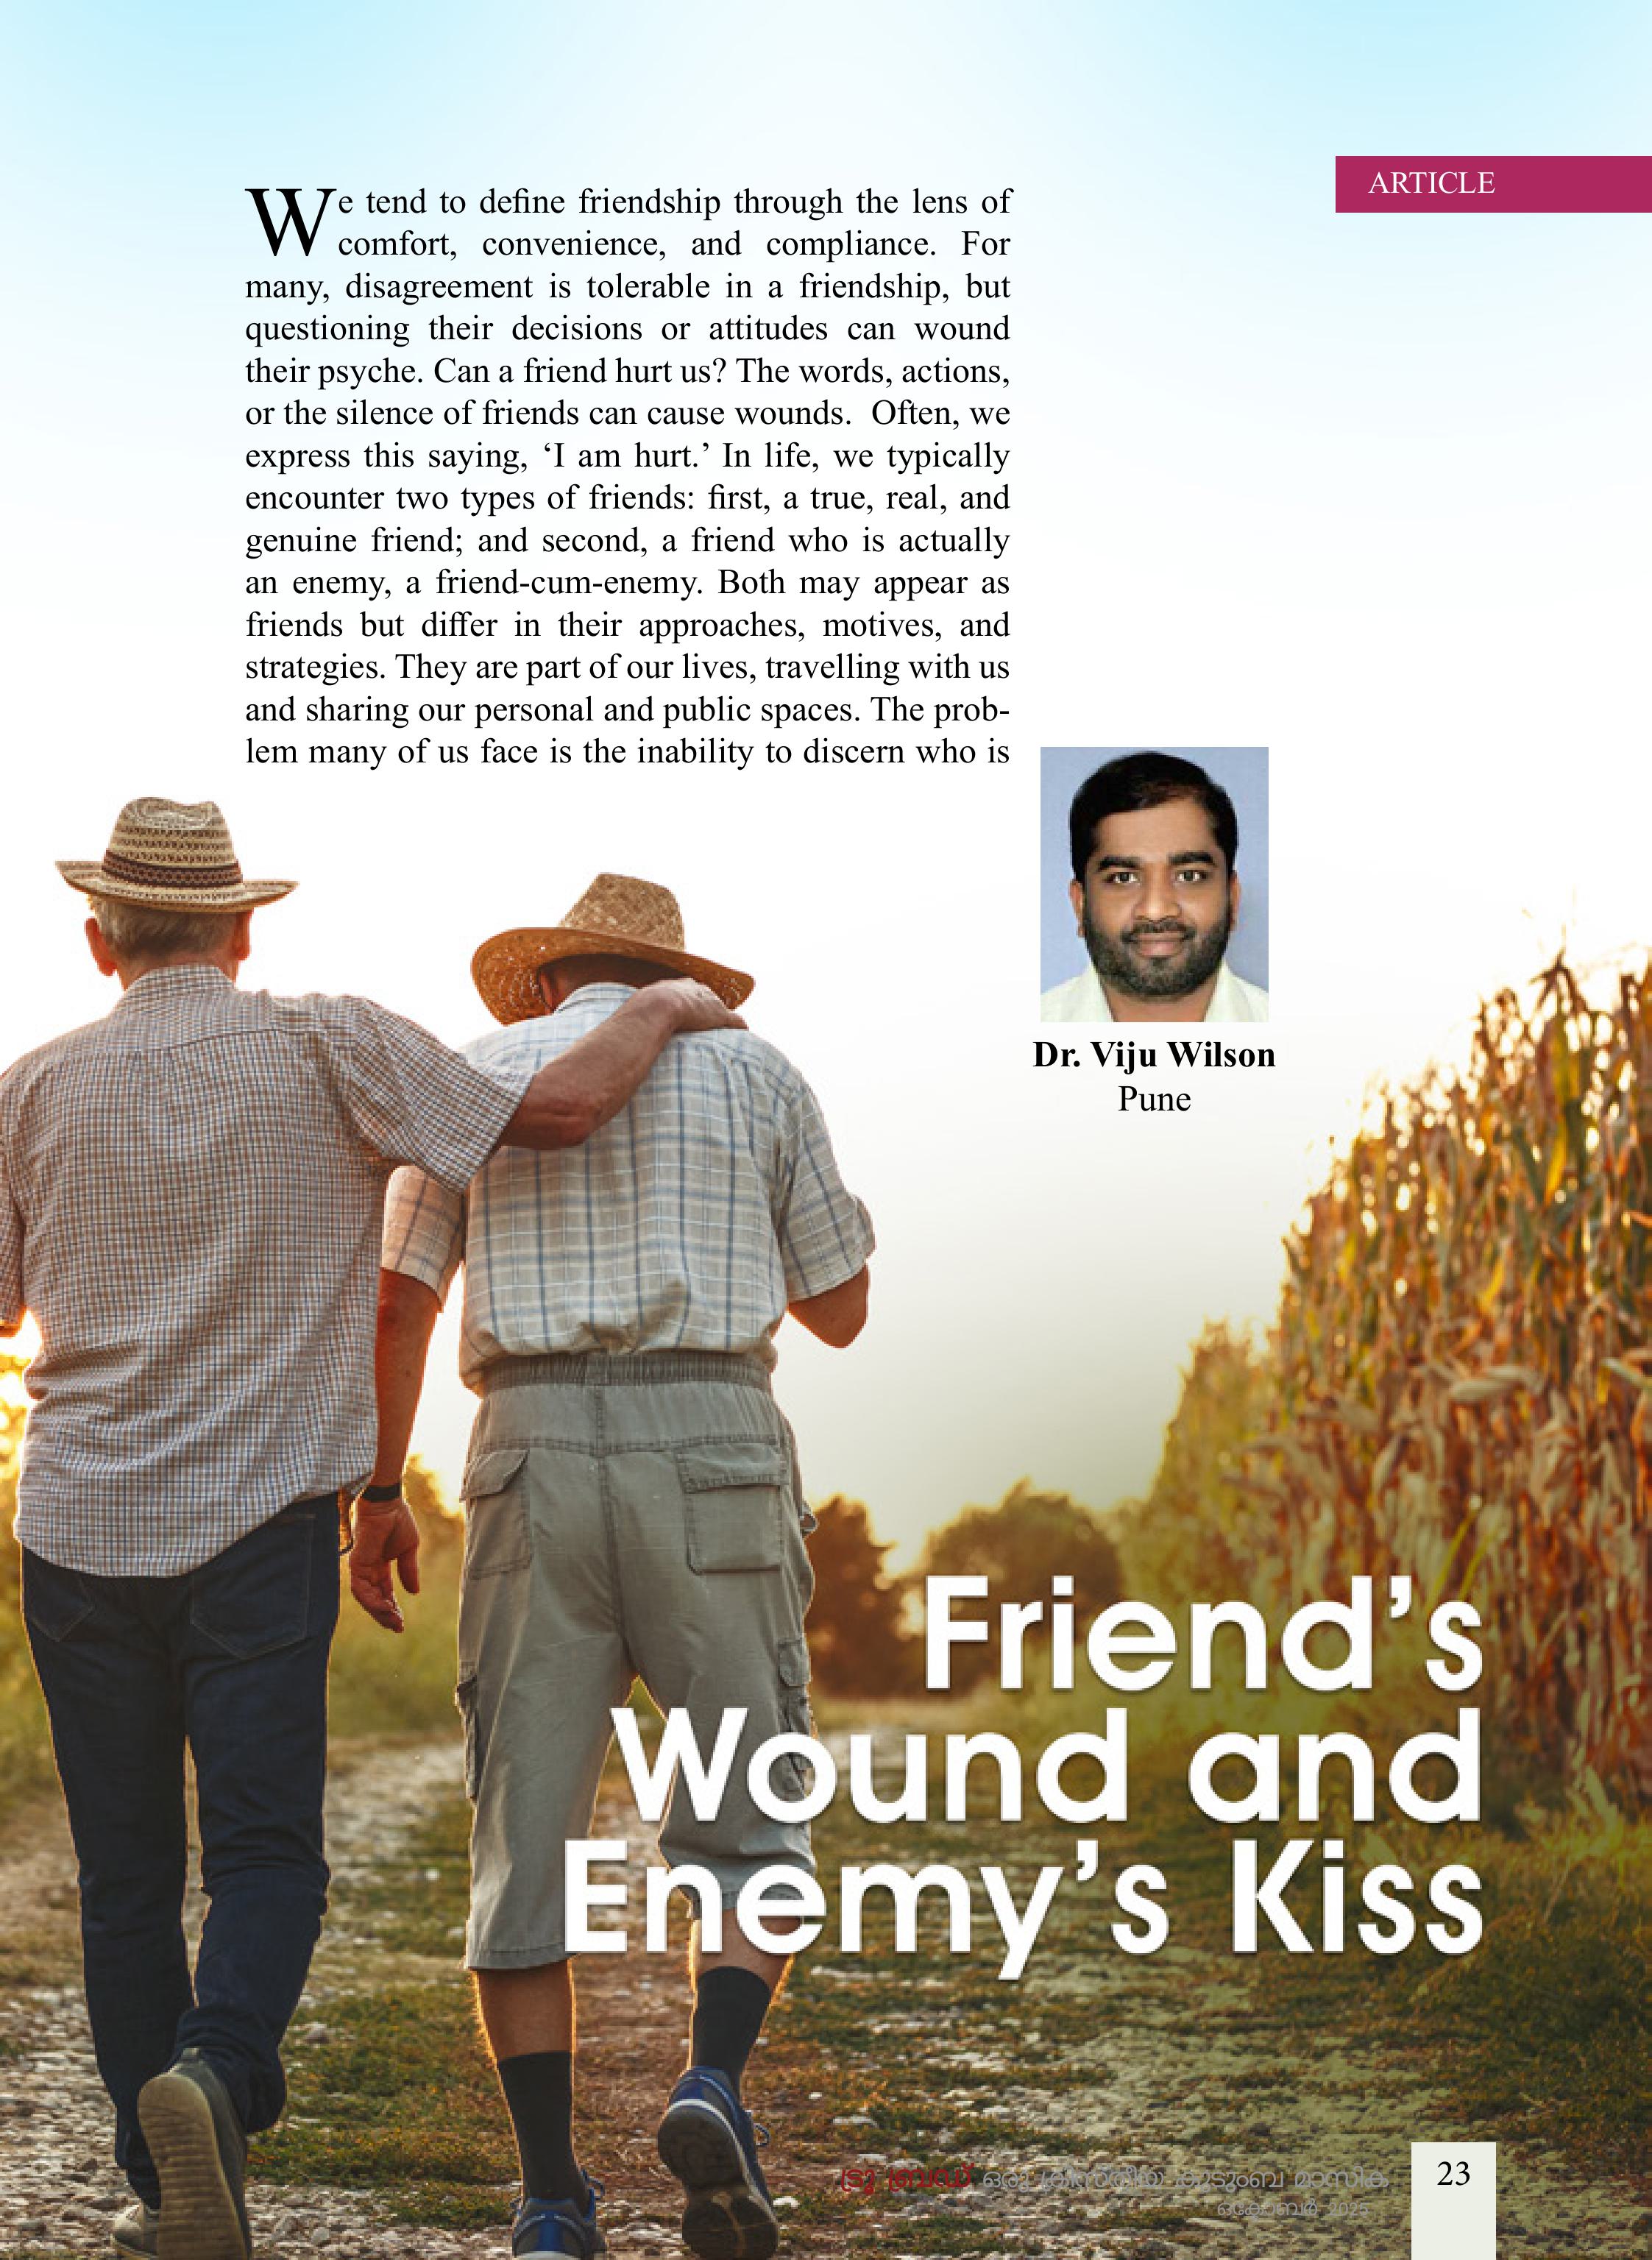 ARTICLE
We tend to define friendship through the lens of
comfort, convenience, and compliance. For
many, disagreement is tolerable in a friendship, but
questioning their decisions or attitudes can wound
their psyche. Can a friend hurt us? The words, actions,
or the silence of friends can cause wounds.  Often, we
express this saying, ‘I am hurt.’ In life, we typically
encounter two types of friends: first, a true, real, and
genuine friend; and second, a friend who is actually
an enemy, a friend-cum-enemy. Both may appear as
friends but differ in their approaches, motives, and
strategies. They are part of our lives, travelling with us
and sharing our personal and public spaces. The prob-
lem many of us face is the inability to discern who is
Dr. Viju Wilson
Pune
Friend’s
Wound and
Enemy’s Kiss
ട്രൂ ബ്രഡ് ഒരു ക്രിസ്തീയ കുടുംബ മാസിക
ഒക്ടോബർ 2025
23